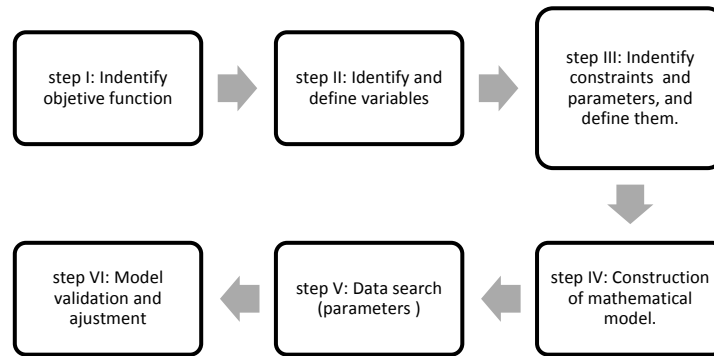 step I: Indentify
objetive function
step II: Identify and
define variables
step III: Indentify
constraints and
parameters, and
define them.
step IV: Construction
of mathematical
model.
step V: Data search
(parameters )
step VI: Model
validation and
ajustment